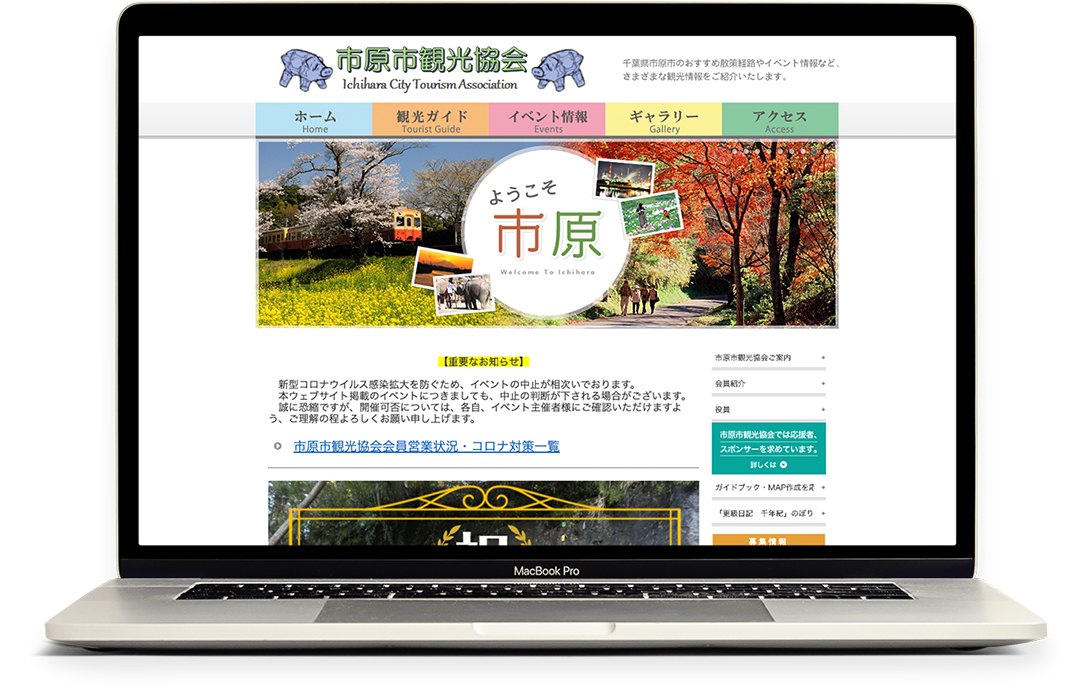 市原市観光協会
Ichihara City Tourism Association
千葉県市原市のおすすめ散策経路やイベント情報など、
さまざまな観光情報をご紹介いたします。
ホーム
Home
観光ガイド
Tourist Guide
イベント情報
Events
ギャラリー
Gallery
アクセス
Access
ようこそ
市原
Welcome To Ichihara
【重要なお知らせ】
新型コロナウイルス感染拡大を防ぐため、イベントの中止が相次いでおります。
本ウェブサイト掲載のイベントにつきましても、中止の判断が下される場合がございます。
誠に恐縮ですが、開催可否については、各自、イベント主催者様にご確認いただけますよ
う、ご理解の程よろしくお願い申し上げます。
市原市観光協会会員営業状況・コロナ対策一覧
市原市観光協会ご案内
会員紹介
役員
市原市観光協会では応援者、
スポンサーを求めています。
詳しくは
ガイドブック・MAP作成を応
「更級日記 千年紀」のぼり
募集情報
MacBook Pro